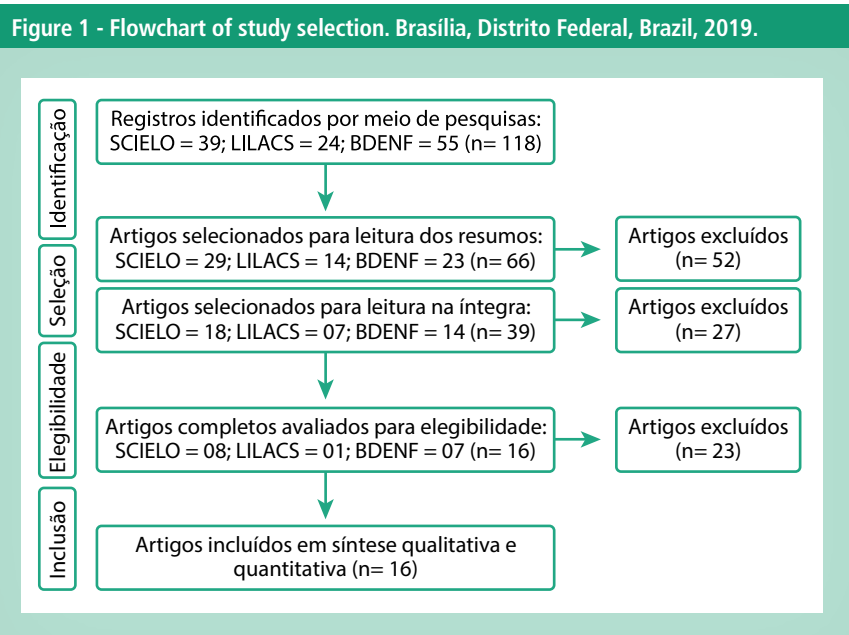 Figure 1 - Flowchart of study selection. Brasília, Distrito Federal, Brazil, 2019.
Identificação
Registros identificados por meio de pesquisas:
SCIELO = 39; LILACS = 24; BDENF = 55 (n= 118)
Seleção
Artigos selecionados para leitura dos resumos:
SCIELO = 29; LILACS = 14; BDENF = 23 (n= 66)
Artigos excluídos
(n= 52)
Artigos selecionados para leitura na íntegra:
SCIELO = 18; LILACS = 07; BDENF = 14 (n= 39)
Artigos excluídos
(n= 27)
Elegibilidade
Artigos completos avaliados para elegibilidade:
SCIELO = 08; LILACS = 01; BDENF = 07 (n= 16)
Artigos excluídos
(n= 23)
Inclusão
Artigos incluídos em síntese qualitativa e
quantitativa (n= 16)